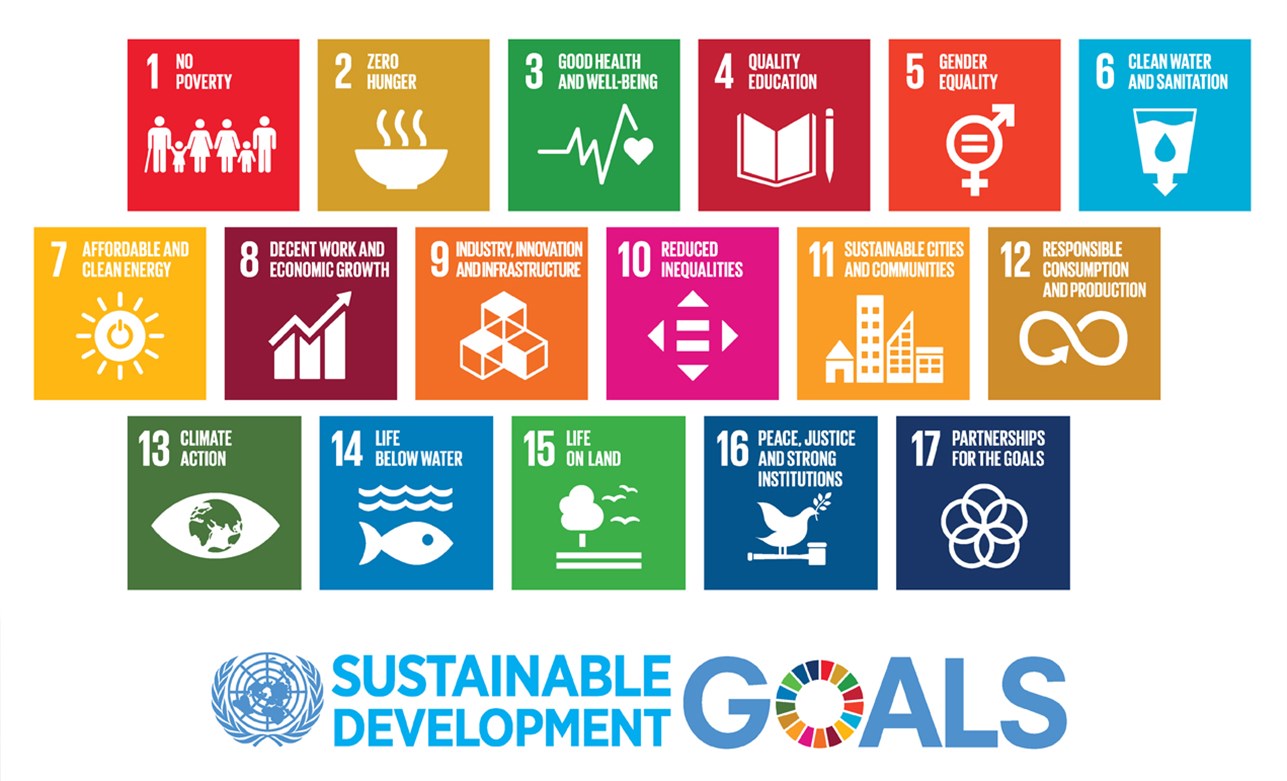 1 NO
POVERTY
2 ZERO
HUNGER
3 GOOD HEALTH
AND WELL-BEING
4 QUALITY
EDUCATION
5 GENDER
EQUALITY
6 CLEAN WATER
AND SANITATION
7 AFFORDABLE AND
CLEAN ENERGY
8 DECENT WORK AND
ECONOMIC GROWTH
9 INDUSTRY, INNOVATION
AND INFRASTRUCTURE
10 REDUCED
INEQUALITIES
11 SUSTAINABLE CITIES
AND COMMUNITIES
12 RESPONSIBLE
CONSUMPTION
AND PRODUCTION
13 CLIMATE
ACTION
14 LIFE
BELOW WATER
15 LIFE
ON LAND
16 PEACE, JUSTICE
AND STRONG
INSTITUTIONS
17 PARTNERSHIPS
FOR THE GOALS
SUSTAINABLE
DEVELOPMENT
GOALS